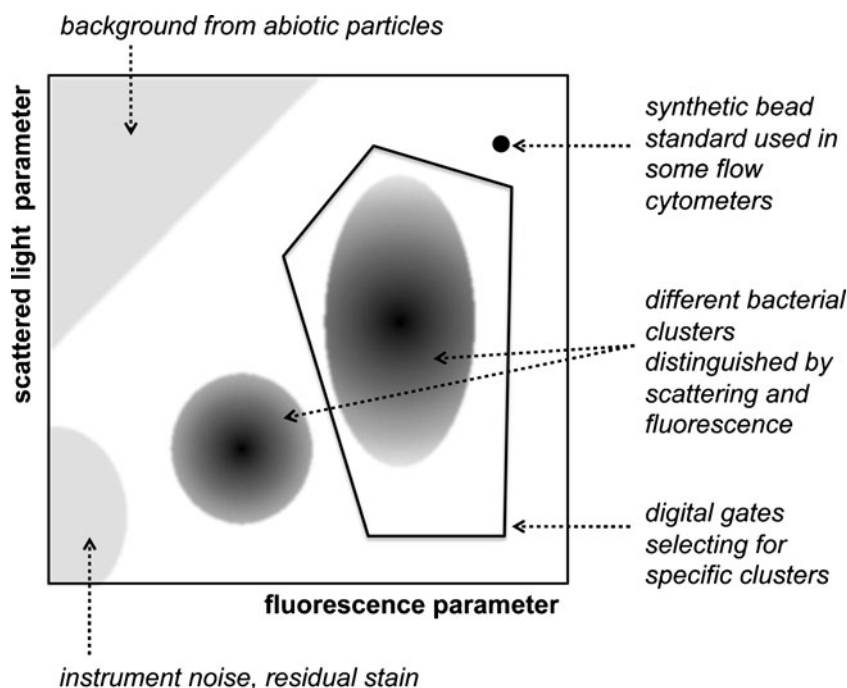 background from abiotic particles
scattered light parameter
synthetic bead
standard used in
some flow
cytometers
different bacterial
clusters
distinguished by
scattering and
fluorescence
digital gates
selecting for
specific clusters
fluorescence parameter
instrument noise, residual stain